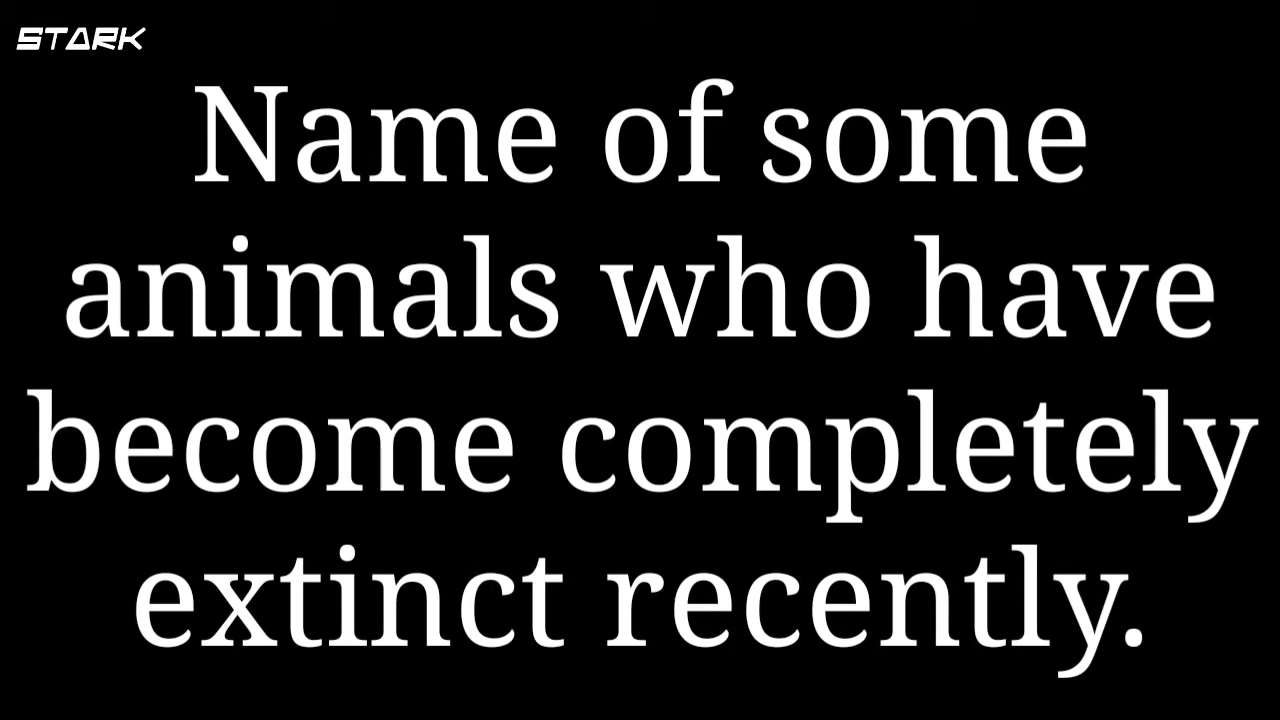 STARK
Name of some
animals who have
become completely
extinct recently.